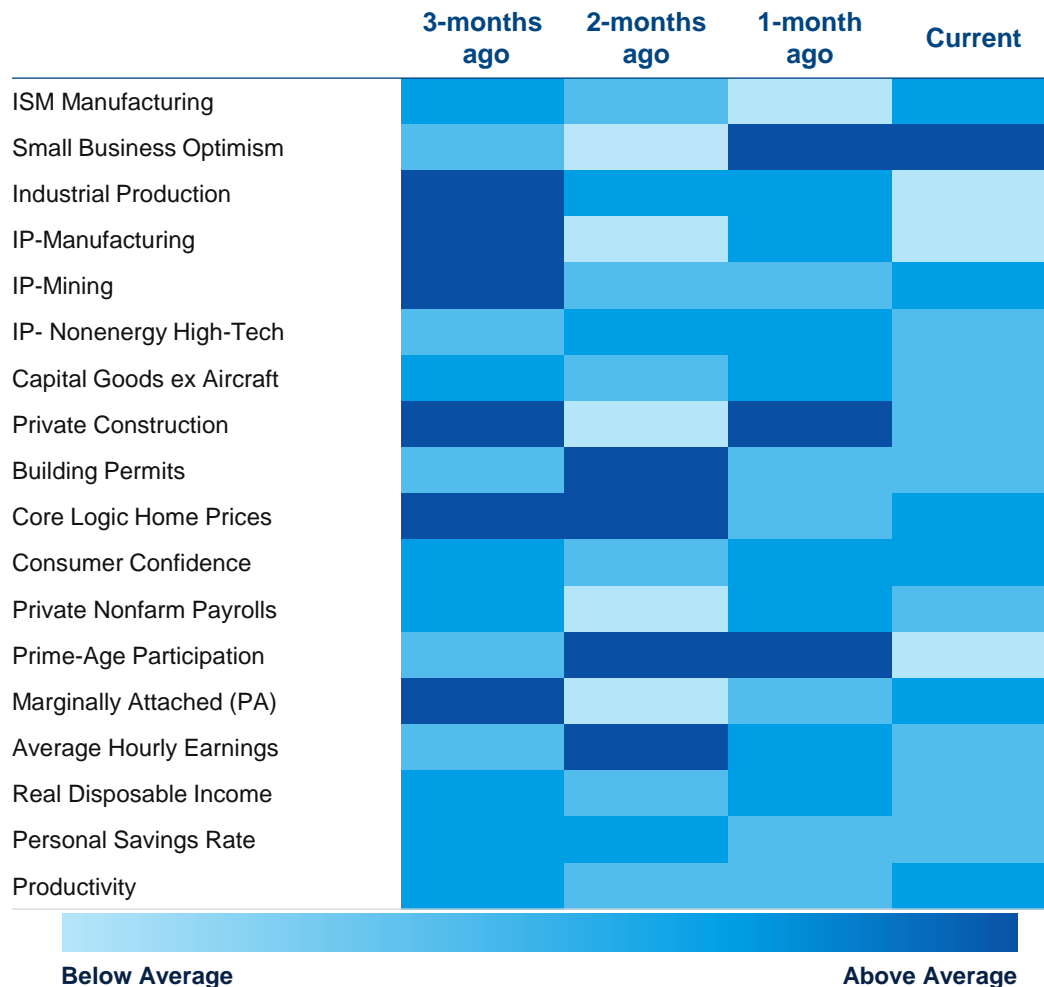 3-months ago
2-months ago
1-month ago
Current
ISM Manufacturing
Small Business Optimism
Industrial Production
IP-Manufacturing
IP-Mining
IP- Nonenergy High-Tech
Capital Goods ex Aircraft
Private Construction
Building Permits
Core Logic Home Prices
Consumer Confidence
Private Nonfarm Payrolls
Prime-Age Participation
Marginally Attached (PA)
Average Hourly Earnings
Real Disposable Income
Personal Savings Rate
Productivity
Below Average
Above Average